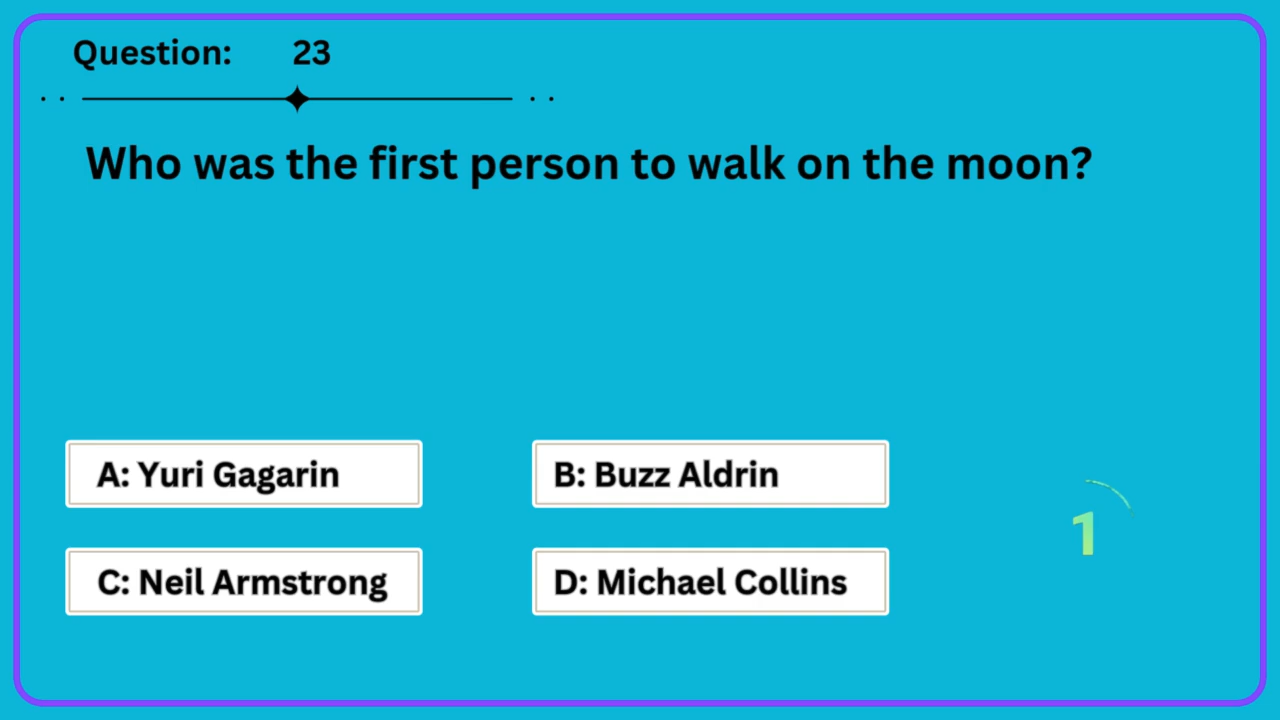 Question: 23
Who was the first person to walk on the moon?
A: Yuri Gagarin
B: Buzz Aldrin
C: Neil Armstrong
D: Michael Collins
1